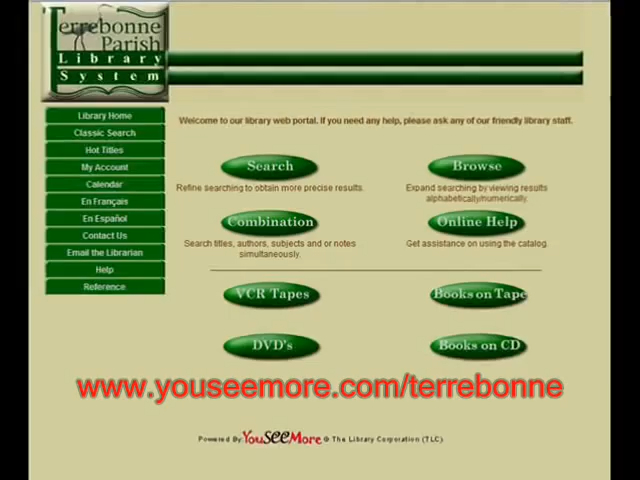 Terrebonne
Parish
Library
System
Library Home
Classic Search
Hot Titles
My Account
Calendar
En Français
En Español
Contact Us
Email the Librarian
Help
Reference
Welcome to our library web portal. If you need any help, please ask any of our friendly library staff.
Search
Refine searching to obtain more precise results.
Browse
Expand searching by viewing results
alphabetically/numerically.
Combination
Search titles, authors, subjects and or notes
simultaneously.
Online Help
Get assistance on using the catalog.
VCR Tapes
Books on Tape
DVD's
Books on CD
www.youseemore.com/terrebonne
Powered By: YouSeeMore © The Library Corporation (TLC)